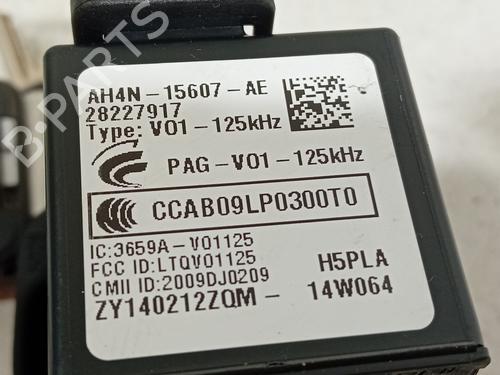 AH4N-15607-AE
28227917
Type: V01-125kHz
PAG-V01-125kHz
CCAB09LP0300T0
IC:3659A-V01125
FCC ID:LTQV01125
CMII ID:2009DJ0209
H5PLA
ZY140212ZQM- 14W064
B-PARTS